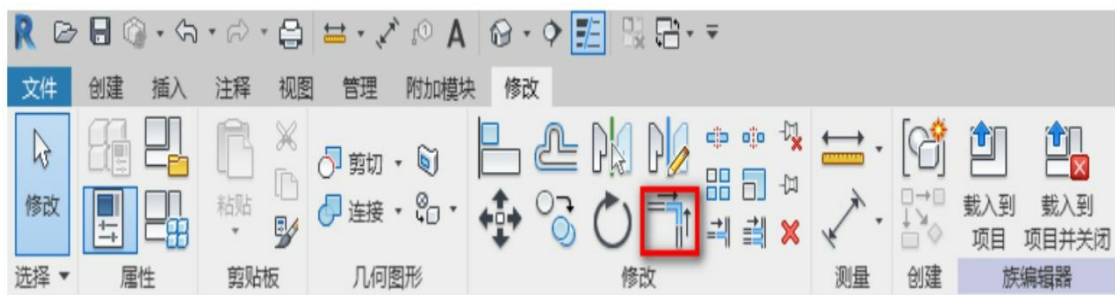 R A
文件 创建 插入 注释 视图 管理 附加模块 修改
修改 粘贴 剪切 连接 载入到项目 载入到项目并关闭
选择 属性 剪贴板 几何图形 修改 测量 创建 族编辑器